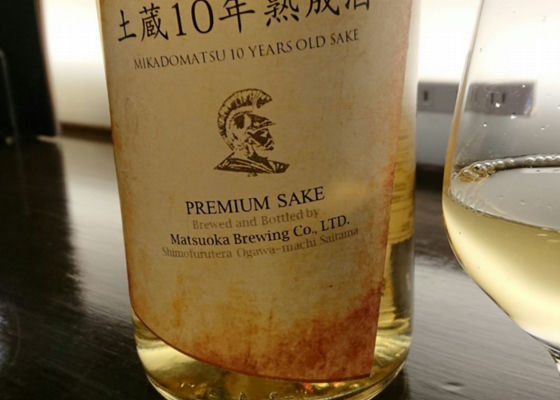 土蔵10年熟成酒
MIKADOMATSU 10 YEARS OLD SAKE
PREMIUM SAKE
Brewed and Bottled by
Matsuoka Brewing Co., LTD.
Shimofurutera Ogawa-machi Saitama